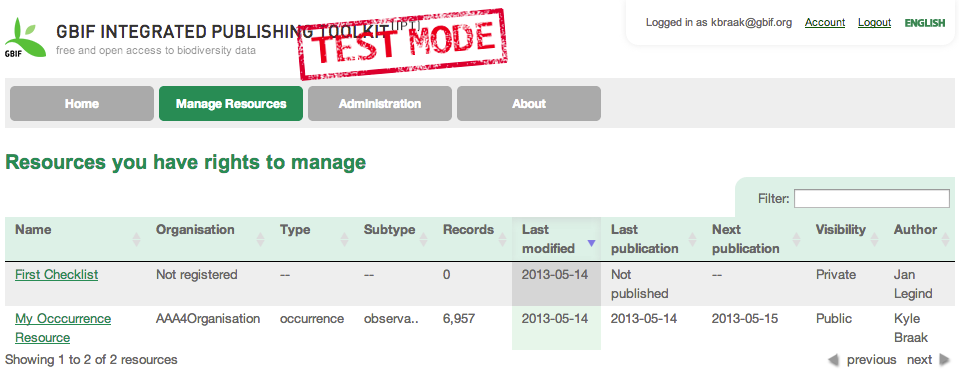 GBIF INTEGRATED PUBLISHING TOOLKIT(IPT)
free and open access to biodiversity data
GBIF
TEST MODE
Logged in as kbraak@gbif.org Account Logout ENGLISH
Home Manage Resources Administration About
Resources you have rights to manage
Filter:
Name Organisation Type Subtype Records Last modified Last publication Next publication Visibility Author
First Checklist Not registered -- -- 0 2013-05-14 Not published -- Private Jan Legind
My Occcurrence Resource AAA4Organisation occurrence observa.. 6,957 2013-05-14 2013-05-14 2013-05-15 Public Kyle Braak
Showing 1 to 2 of 2 resources previous next